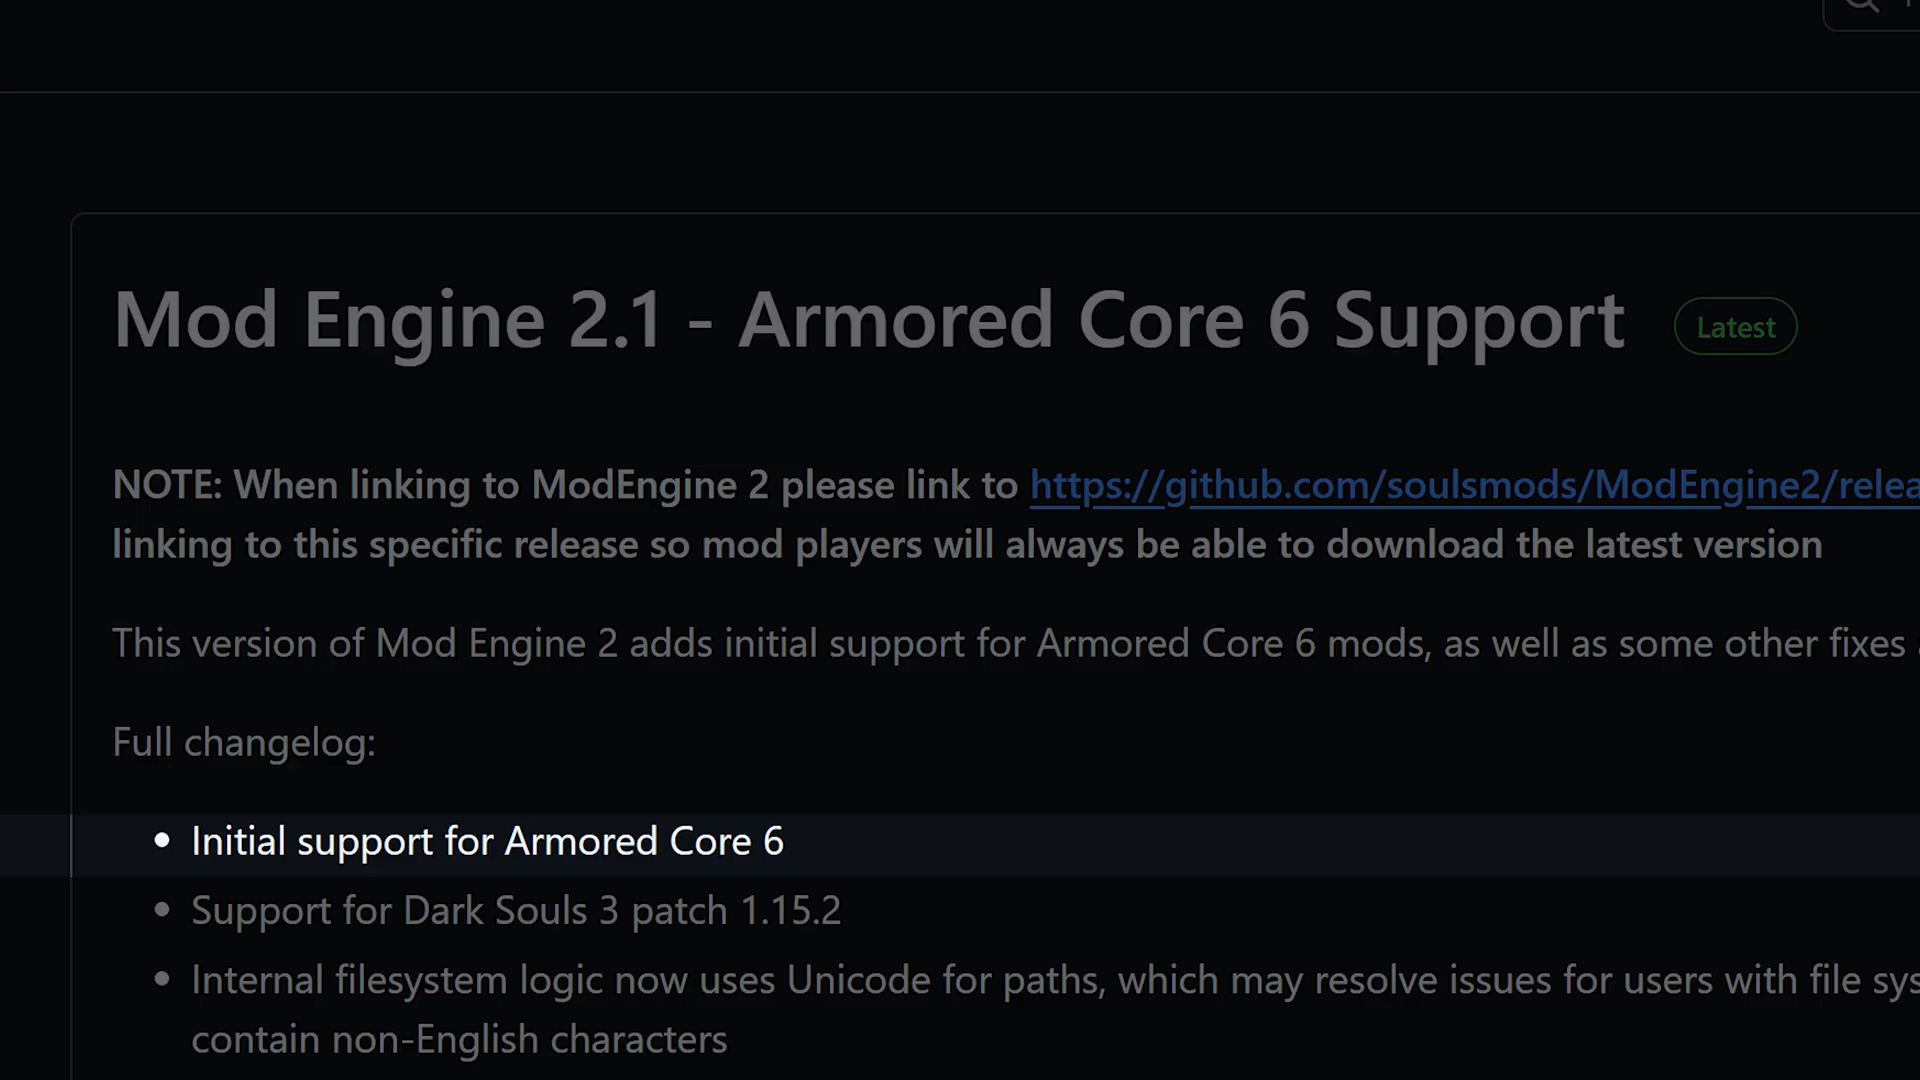 Mod Engine 2.1 - Armored Core 6 Support
Latest
NOTE: When linking to ModEngine 2 please link to https://github.com/soulsmods/ModEngine2/relea
linking to this specific release so mod players will always be able to download the latest version
This version of Mod Engine 2 adds initial support for Armored Core 6 mods, as well as some other fixes
Full changelog:
• Initial support for Armored Core 6
• Support for Dark Souls 3 patch 1.15.2
• Internal filesystem logic now uses Unicode for paths, which may resolve issues for users with file sys
contain non-English characters